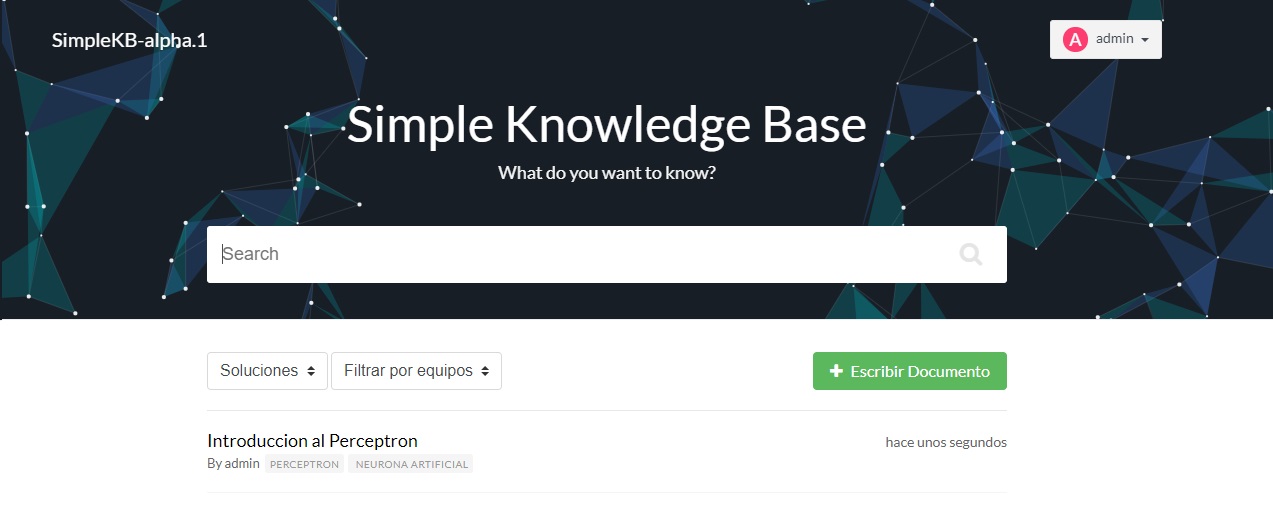 SimpleKB-alpha.1
A admin
Simple Knowledge Base
What do you want to know?
Search
Soluciones Filtrar por equipos Escribir Documento
Introduccion al Perceptron hace unos segundos
By admin PERCEPTRON NEURONA ARTIFICIAL